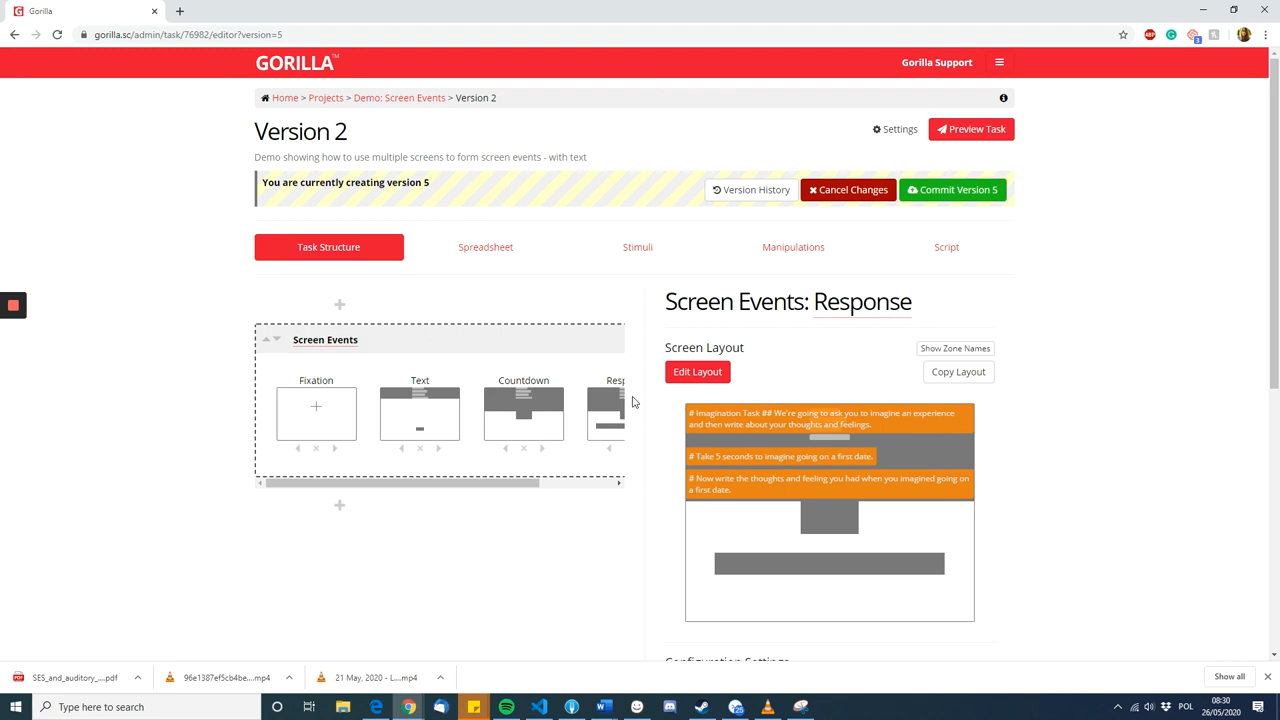 Gorilla
gorilla.sc/admin/task/76982/editor?version=5
ABP
3
GORILLA™
Gorilla Support
Home > Projects > Demo: Screen Events > Version 2
Version 2
Settings
Preview Task
Demo showing how to use multiple screens to form screen events - with text
You are currently creating version 5
Version History
Cancel Changes
Commit Version 5
Task Structure
Spreadsheet
Stimuli
Manipulations
Script
Screen Events: Response
Screen Events
Screen Layout
Show Zone Names
Edit Layout
Copy Layout
Fixation
Text
Countdown
Resp
# Imagination Task ## We're going to ask you to imagine an experience
and then write about your thoughts and feelings.
# Take 5 seconds to imagine going on a first date.
# Now write the thoughts and feeling you had when you imagined going on
a first date.
Configuration Settings
SES_and_auditory_....pdf
96e1387ef5cb4be....mp4
21 May, 2020 - L....mp4
Show all
Type here to search
POL
08:30
26/05/2020